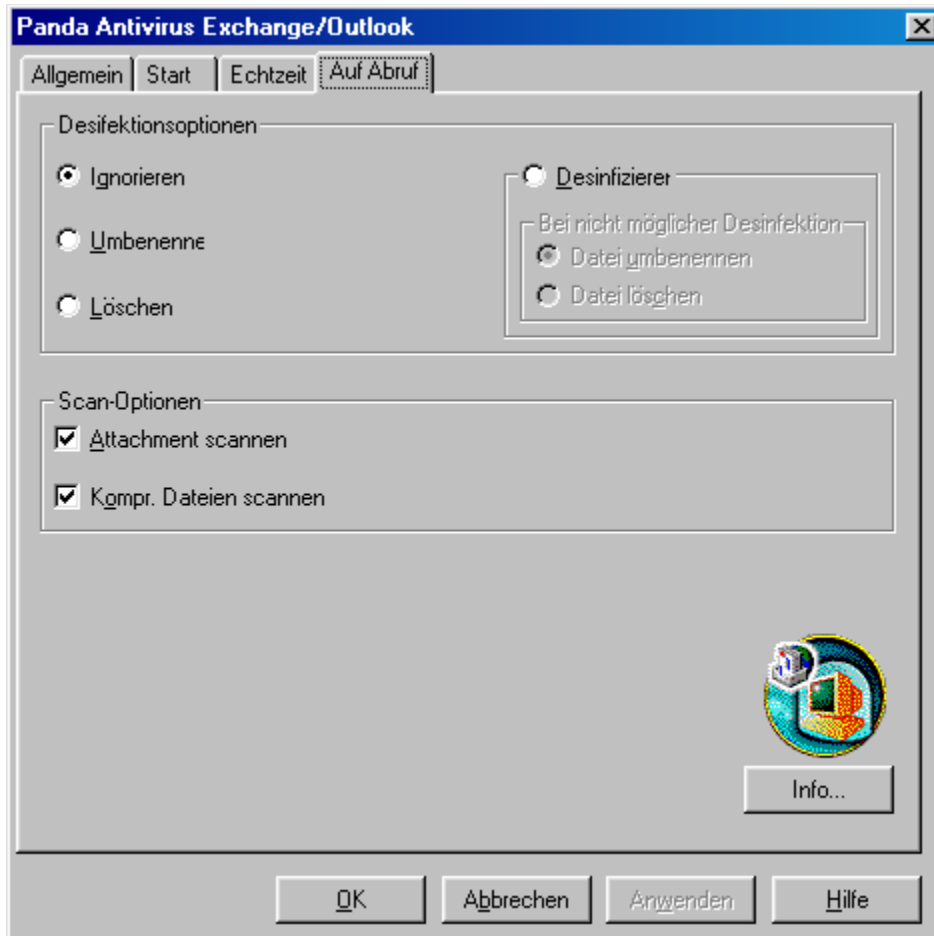 Panda Antivirus Exchange/Outlook
Allgemein Start Echtzeit Auf Abruf
Desifektionsoptionen
Ignorieren
Umbenenne
Löschen
Desinfizierer
Bei nicht möglicher Desinfektion
Datei umbenennen
Datei löschen
Scan-Optionen
Attachment scannen
Kompr. Dateien scannen
Info...
OK Abbrechen Anwenden Hilfe